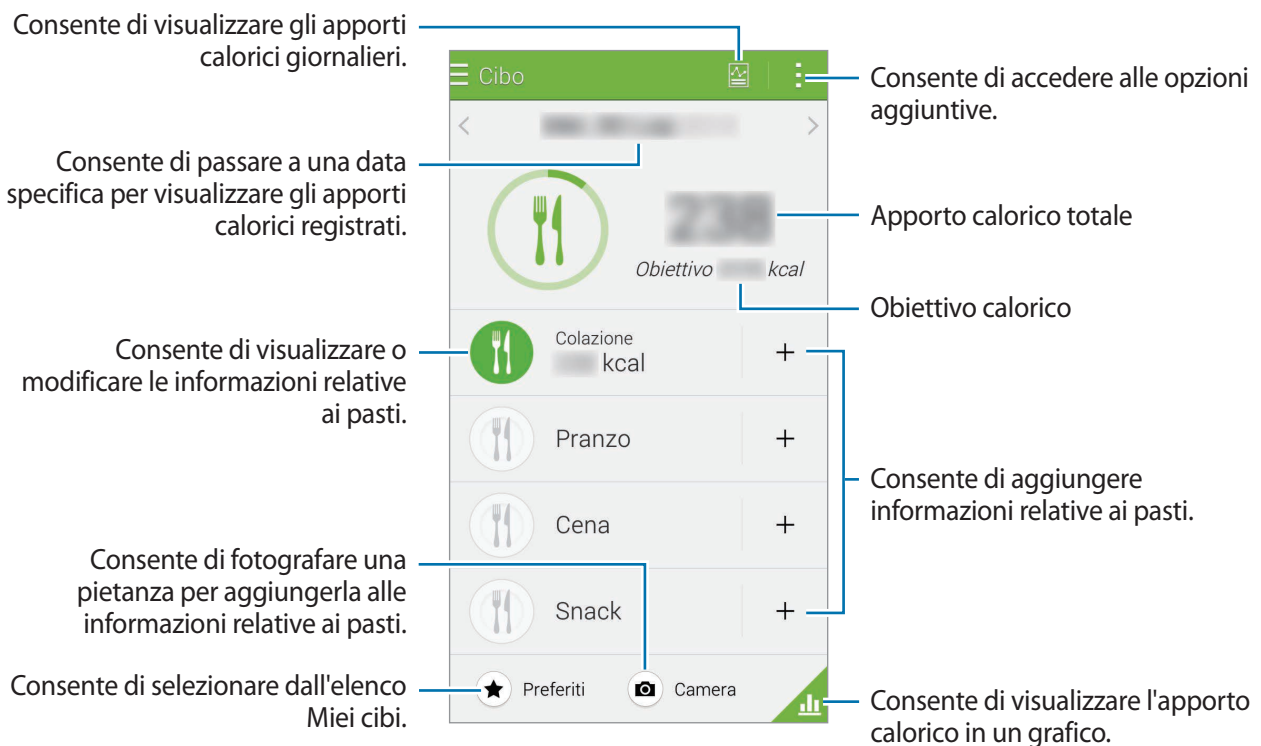 Consente di visualizzare gli apporti
calorici giornalieri.
Consente di passare a una data
specifica per visualizzare gli apporti
calorici registrati.
Consente di visualizzare o
modificare le informazioni relative
ai pasti.
Consente di fotografare una
pietanza per aggiungerla alle
informazioni relative ai pasti.
Consente di selezionare dall'elenco
Miei cibi.
Cibo
Obiettivo kcal
Colazione
kcal
Pranzo
Cena
Snack
Preferiti
Camera
Consente di accedere alle opzioni
aggiuntive.
Apporto calorico totale
Obiettivo calorico
Consente di aggiungere
informazioni relative ai pasti.
Consente di visualizzare l'apporto
calorico in un grafico.